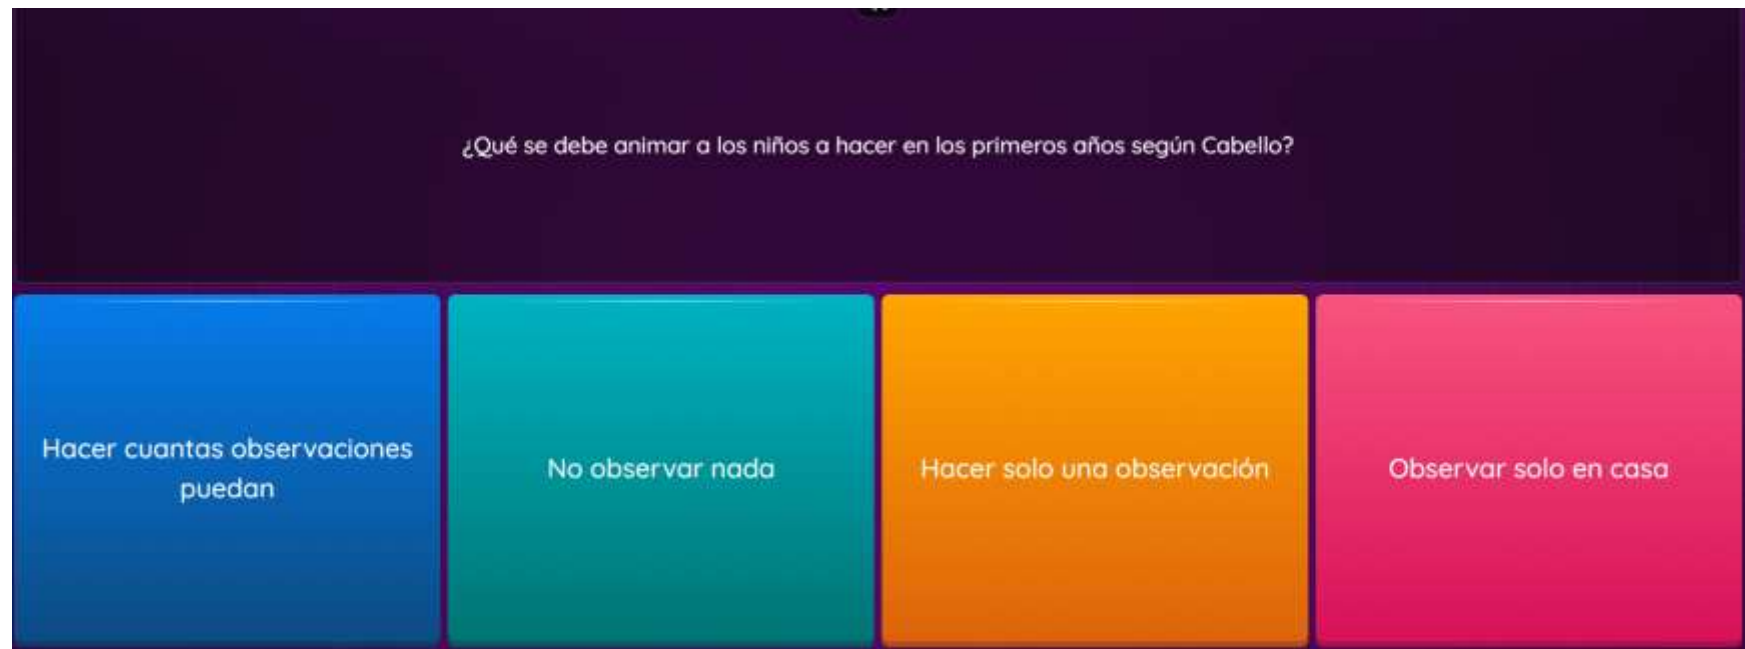 ¿Qué se debe animar a los niños a hacer en los primeros años según Cabello?
Hacer cuantas observaciones
puedan
No observar nada
Hacer solo una observación
Observar solo en casa